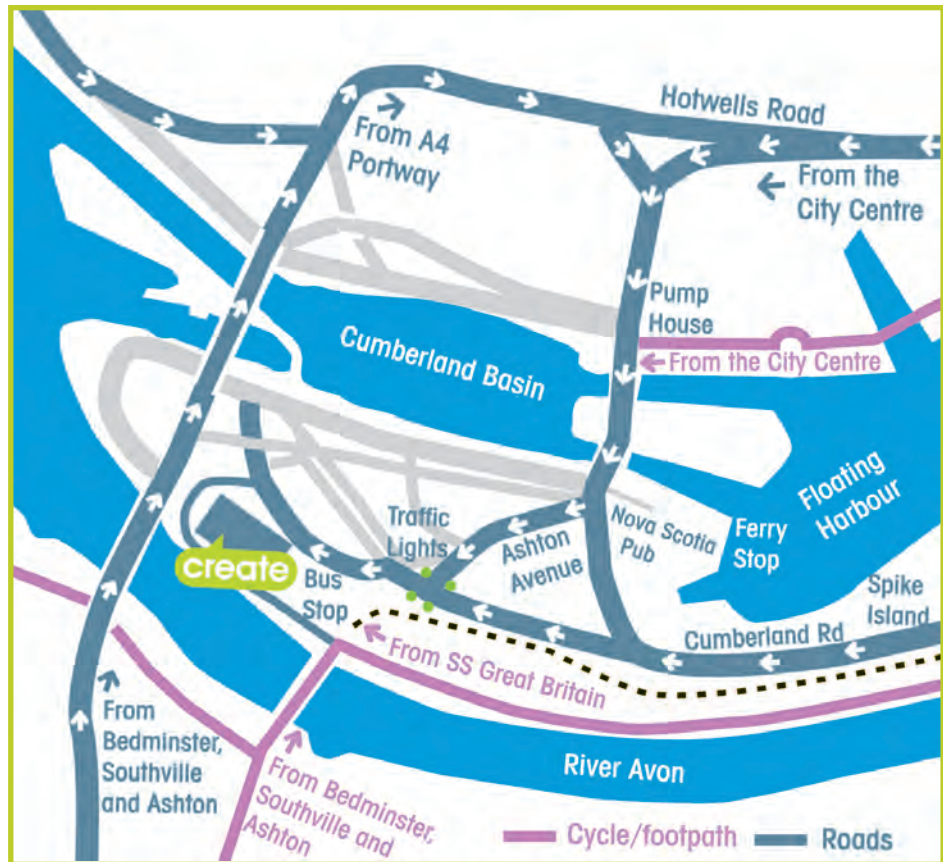 Hotwells Road
From A4
Portway
From the
City Centre
Pump
House
From the City Centre
Cumberland Basin
Floating
Harbour
Traffic
Lights
Ashton
Avenue
Nova Scotia
Pub
Ferry
Stop
create
Bus
Stop
Spike
Island
Cumberland Rd
From SS Great Britain
From
Bedminster,
Southville
and Ashton
River Avon
From Bedminster,
Southville and
Ashton
Cycle/footpath
Roads